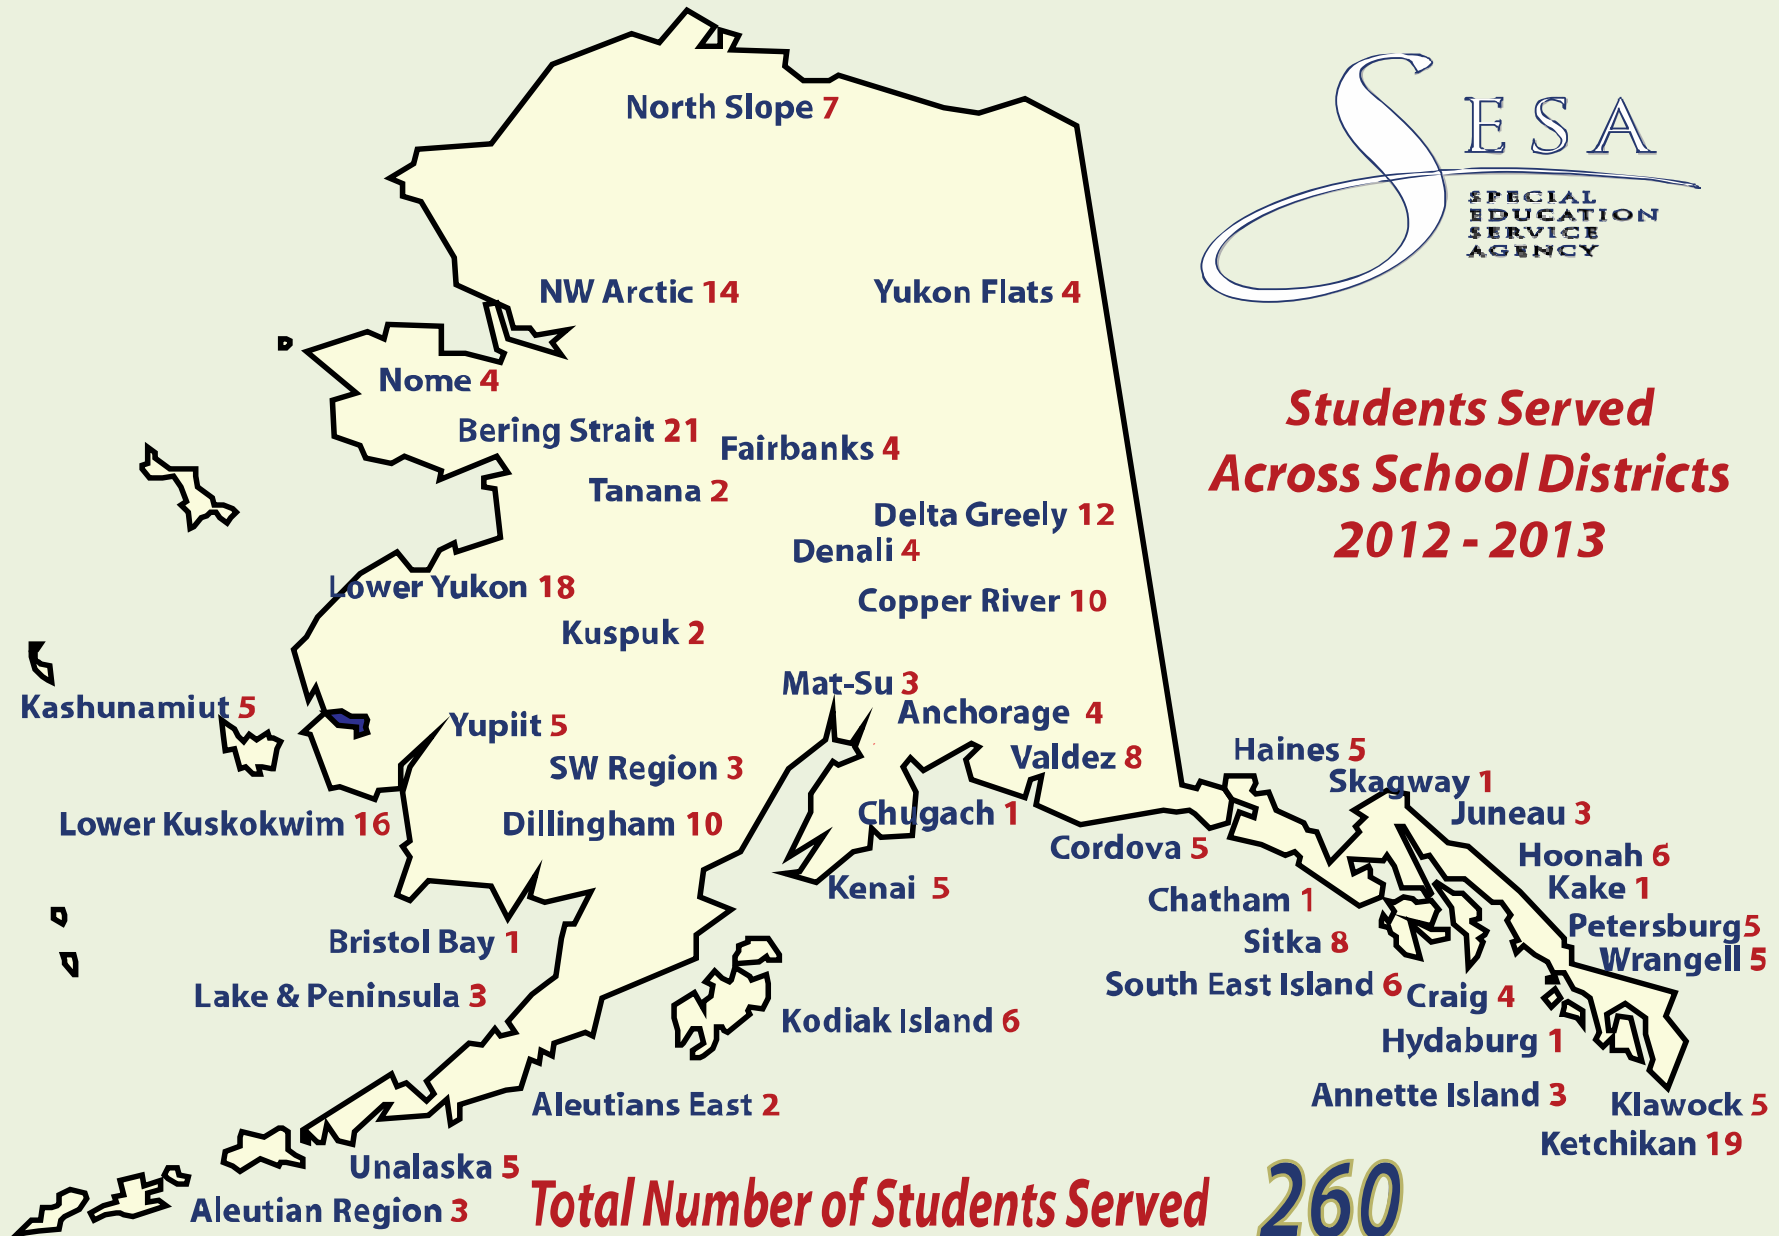 North Slope 7
SESA
SPECIAL
EDUCATION
SERVICE
AGENCY
NW Arctic 14
Yukon Flats 4
Nome 4
Bering Strait 21
Fairbanks 4
Tanana 2
Students Served
Across School Districts
2012 - 2013
Delta Greely 12
Denali 4
Lower Yukon 18
Copper River 10
Kuspuk 2
Mat-Su 3
Kashunamiut 5
Anchorage 4
Yupiit 5
Valdez 8
Haines 5
SW Region 3
Skagway 1
Lower Kuskokwim 16
Dillingham 10
Chugach 1
Juneau 3
Cordova 5
Hoonah 6
Kenai 5
Kake 1
Chatham 1
Petersburg5
Bristol Bay 1
Sitka 8
Wrangell 5
South East Island 6
Lake & Peninsula 3
Craig 4
Kodiak Island 6
Hydaburg 1
Annette Island 3
Aleutians East 2
Klawock 5
Ketchikan 19
Unalaska 5
Aleutian Region 3
Total Number of Students Served 260